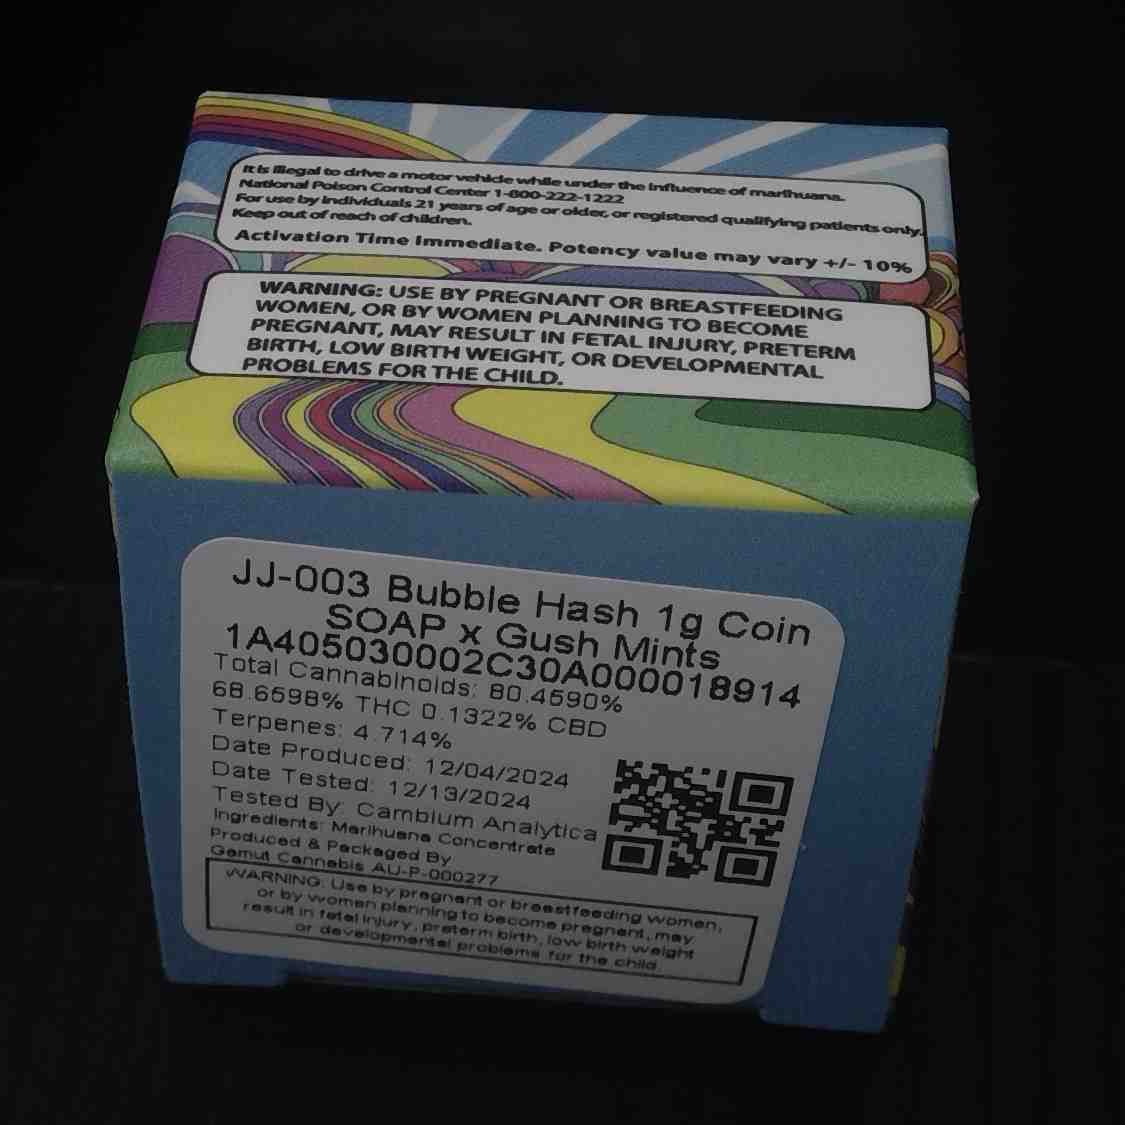 It is illegal to drive a motor vehicle while under the influence of marihuana.
National Poison Control Center 1-800-222-1222
For use by individuals 21 years of age or older, or registered qualifying patients only.
Keep out of reach of children.
Activation Time Immediate. Potency value may vary +/- 10%
WARNING: USE BY PREGNANT OR BREASTFEEDING
WOMEN, OR BY WOMEN PLANNING TO BECOME
PREGNANT, MAY RESULT IN FETAL INJURY, PRETERM
BIRTH, LOW BIRTH WEIGHT, OR DEVELOPMENTAL
PROBLEMS FOR THE CHILD.
JJ-003 Bubble Hash 1g Coin
SOAP x Gush Mints
1A405030002C30A000018914
Total Cannabinoids: 80.4590%
68.6598% THC 0.1322% CBD
Terpenes: 4.714%
Date Produced: 12/04/2024
Date Tested: 12/13/2024
Tested By: Cambium Analytica
Ingredients: Marihuana Concentrate
Produced & Packaged By
Gamut Cannabis AU-P-000277
WARNING: Use by pregnant or breastfeeding women,
or by women planning to become pregnant, may
result in fetal injury, preterm birth, low birth weight
or developmental problems for the child.